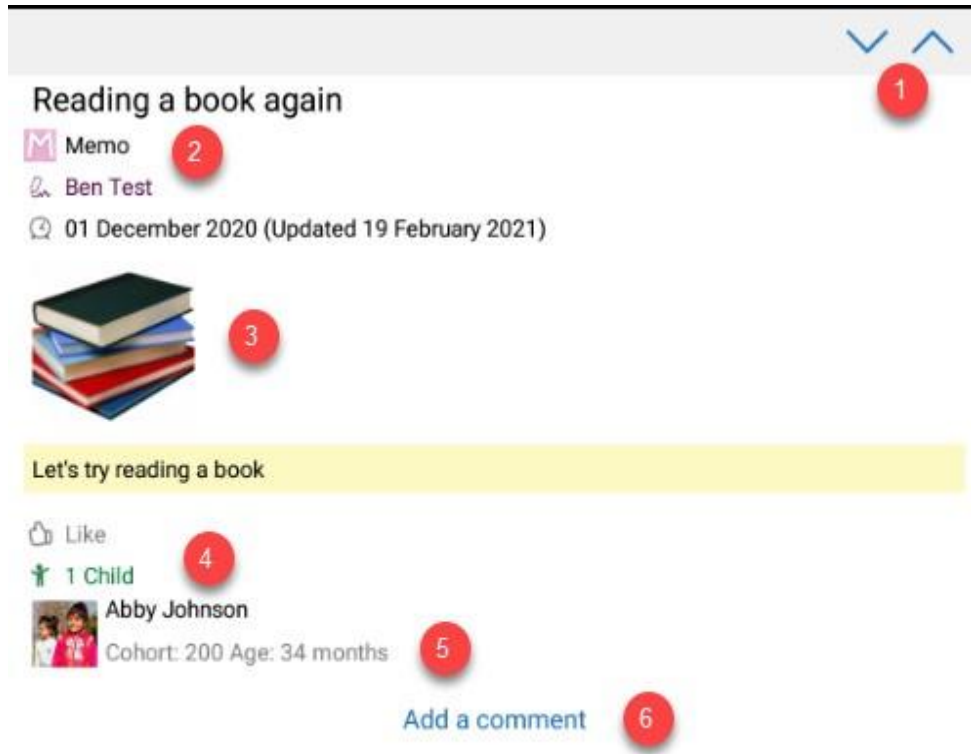 1
Reading a book again
M Memo
2
Ben Test
01 December 2020 (Updated 19 February 2021)
3
Let's try reading a book
Like
4
1 Child
Abby Johnson
Cohort: 200 Age: 34 months
5
Add a comment
6